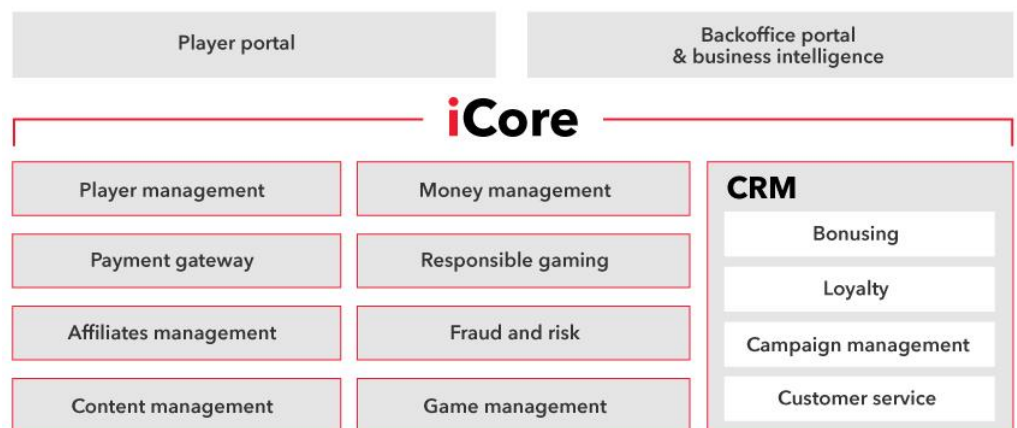 Player portal
Backoffice portal
& business intelligence
iCore
Player management
Money management
CRM
Bonusing
Payment gateway
Responsible gaming
Loyalty
Affiliates management
Fraud and risk
Campaign management
Content management
Game management
Customer service